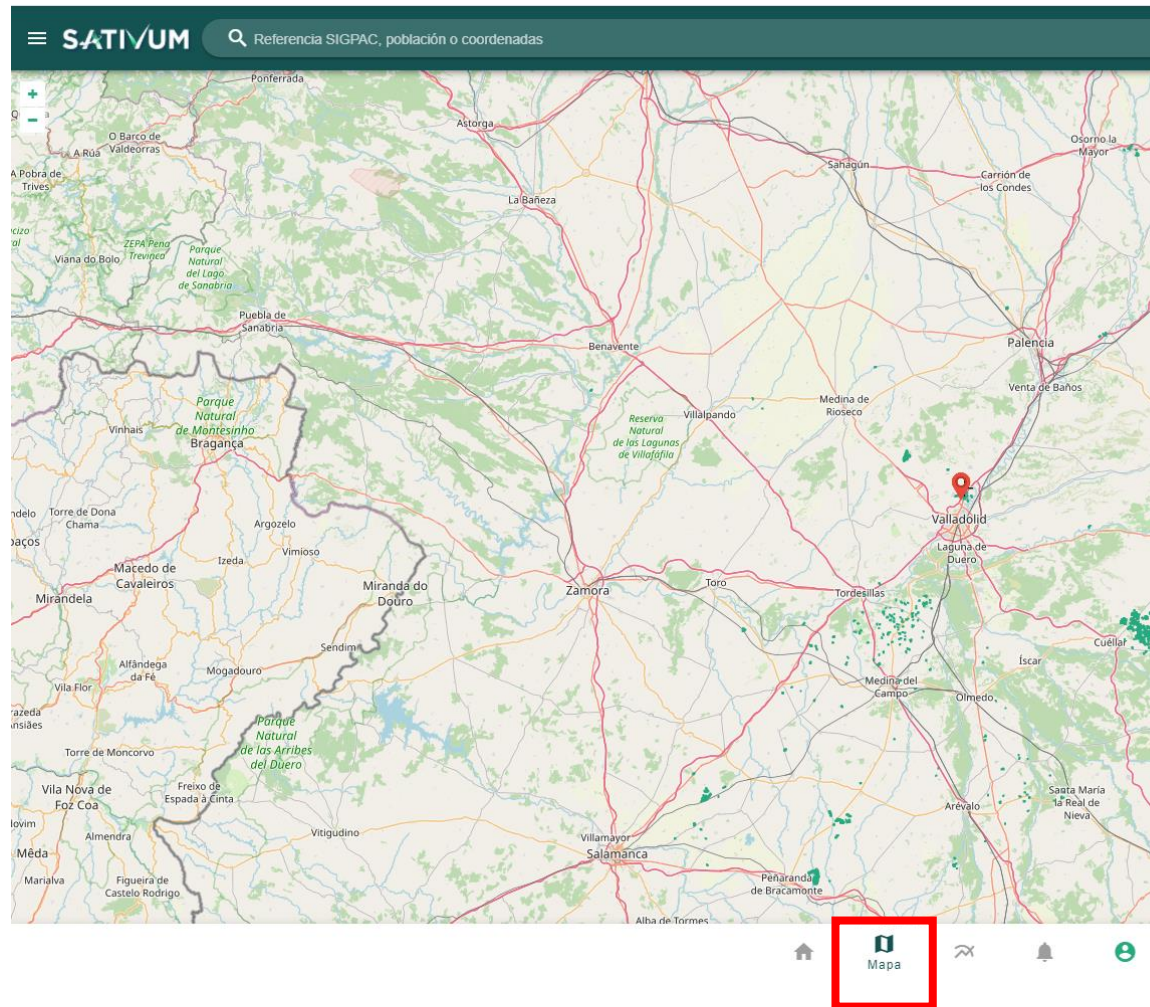 SATIVUM
Referencia SIGPAC, población o coordenadas
+
-
Ponferrada
Astorga
O Barco de
Valdeorras
A Rúa
A Pobra de
Trives
La Bañeza
Sahagún
Osorno la
Mayor
Carrión de
los Condes
ZEPA Pena
Trevinca
Viana do Bolo
Parque
Natural
del Lago
de Sanabria
Puebla de
Sanabria
Benavente
Palencia
Venta de Baños
Parque
Natural
de Montesinho
Bragança
Vinhais
Reserva
Natural
de las Lagunas
de Villafáfila
Villalpando
Medina de
Rioseco
Torre de Dona
Chama
Argozelo
Valladolid
Laguna de
Duero
Izeda
Vimioso
Macedo de
Cavaleiros
Mirandela
Miranda do
Douro
Zamora
Toro
Tordesillas
Cuéllar
Sendim
Íscar
Alfândega
da Fé
Mogadouro
Vila Flor
Medina del
Campo
Olmedo
Parque
Natural
de las Arribes
del Duero
Torre de Moncorvo
Vila Nova de
Foz Coa
Freixo de
Espada à Cinta
Santa María
la Real de
Nieva
Arévalo
Almendra
Vitigudino
Villamayor
Salamanca
Mêda
Marialva
Figueira de
Castelo Rodrigo
Peñaranda
de Bracamonte
Alba de Tormes
Mapa